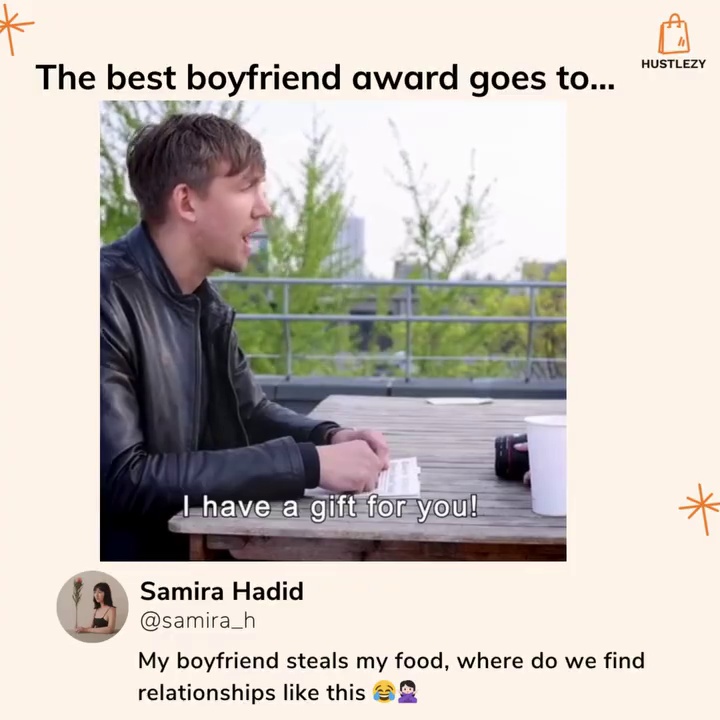 HUSTLEZY
The best boyfriend award goes to...
I have a gift for you!
Samira Hadid
@samira_h
My boyfriend steals my food, where do we find
relationships like this 😂🤷🏻‍♀️